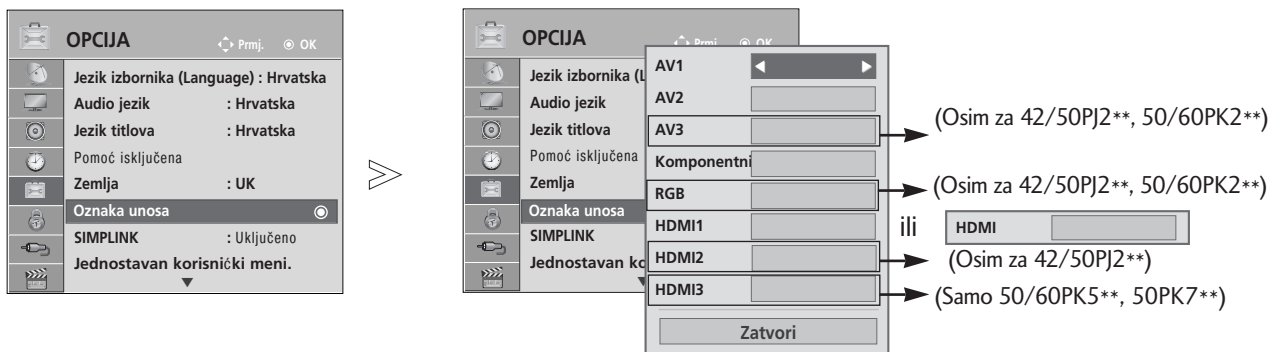 OPCIJA
Prmj. OK
Jezik izbornika (Language) : Hrvatska
Audio jezik : Hrvatska
Jezik titlova : Hrvatska
Pomoć isključena
Zemlja : UK
Oznaka unosa
SIMPLINK : Uključeno
Jednostavan korisnićki meni.
OPCIJA
Prmj. OK
Jezik izbornika (L
Audio jezik
Jezik titlova
Pomoć isključena
Zemlja
Oznaka unosa
SIMPLINK
Jednostavan ko
AV1
AV2
AV3
Komponentni
RGB
HDMI1
HDMI2
HDMI3
Zatvori
(Osim za 42/50PJ2**, 50/60PK2**)
(Osim za 42/50PJ2**, 50/60PK2**)
ili HDMI
(Osim za 42/50PJ2**)
(Samo 50/60PK5**, 50PK7**)